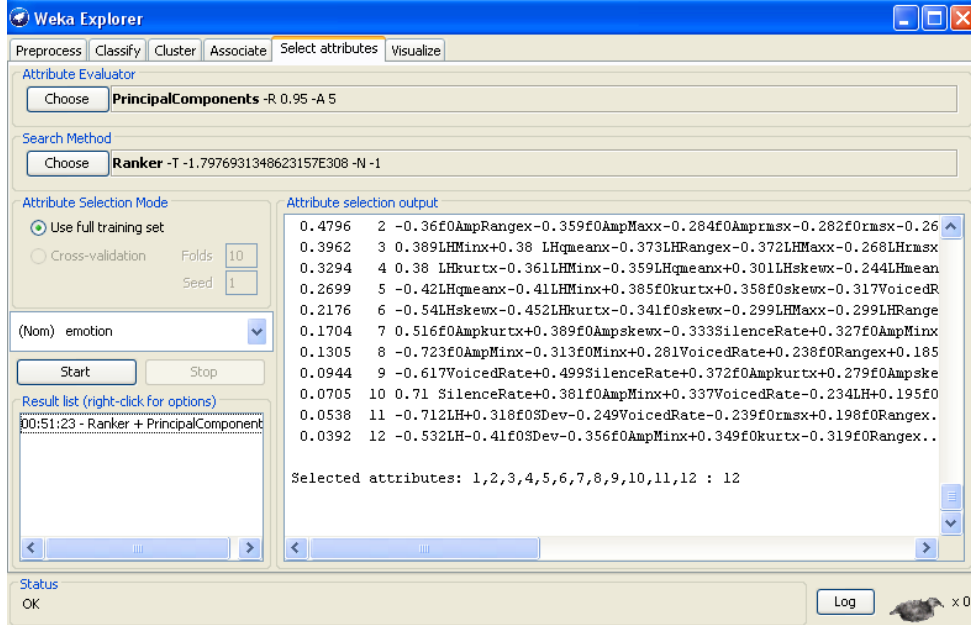 Weka Explorer
Preprocess Classify Cluster Associate Select attributes Visualize
Attribute Evaluator
Choose PrincipalComponents -R 0.95 -A 5
Search Method
Choose Ranker -T -1.7976931348623157E308 -N -1
Attribute Selection Mode
Use full training set
Cross-validation Folds 10
Seed 1
(Nom) emotion
Start Stop
Result list (right-click for options)
00:51:23 - Ranker + PrincipalComponent
Attribute selection output
0.4796 2 -0.36f0AmpRangex-0.359f0AmpMaxx-0.284f0Amprmsx-0.282f0rmsx-0.26
0.3962 3 0.389LHMinx+0.38 LHqmeanx-0.373LHRangex-0.372LHMaxx-0.268LHrmsx
0.3294 4 0.38 LHkurtx-0.361LHMinx-0.359LHqmeanx+0.301LHskewx-0.244LHmean
0.2699 5 -0.42LHqmeanx-0.41LHMinx+0.385f0kurtx+0.358f0skewx-0.317VoicedR
0.2176 6 -0.54LHskewx-0.452LHkurtx-0.341f0skewx-0.299LHMaxx-0.299LHRange
0.1704 7 0.516f0Ampkurtx+0.389f0Ampskewx-0.333SilenceRate+0.327f0AmpMinx
0.1305 8 -0.723f0AmpMinx-0.313f0Minx+0.281VoicedRate+0.238f0Rangex+0.185
0.0944 9 -0.617VoicedRate+0.499SilenceRate+0.372f0Ampkurtx+0.279f0Ampske
0.0705 10 0.71 SilenceRate+0.381f0AmpMinx+0.337VoicedRate-0.234LH+0.195f0
0.0538 11 -0.712LH+0.318f0SDev-0.249VoicedRate-0.239f0rmsx+0.198f0Rangex.
0.0392 12 -0.532LH-0.41f0SDev-0.356f0AmpMinx+0.349f0kurtx-0.319f0Rangex..
Selected attributes: 1,2,3,4,5,6,7,8,9,10,11,12 : 12
Status
OK
Log
x 0